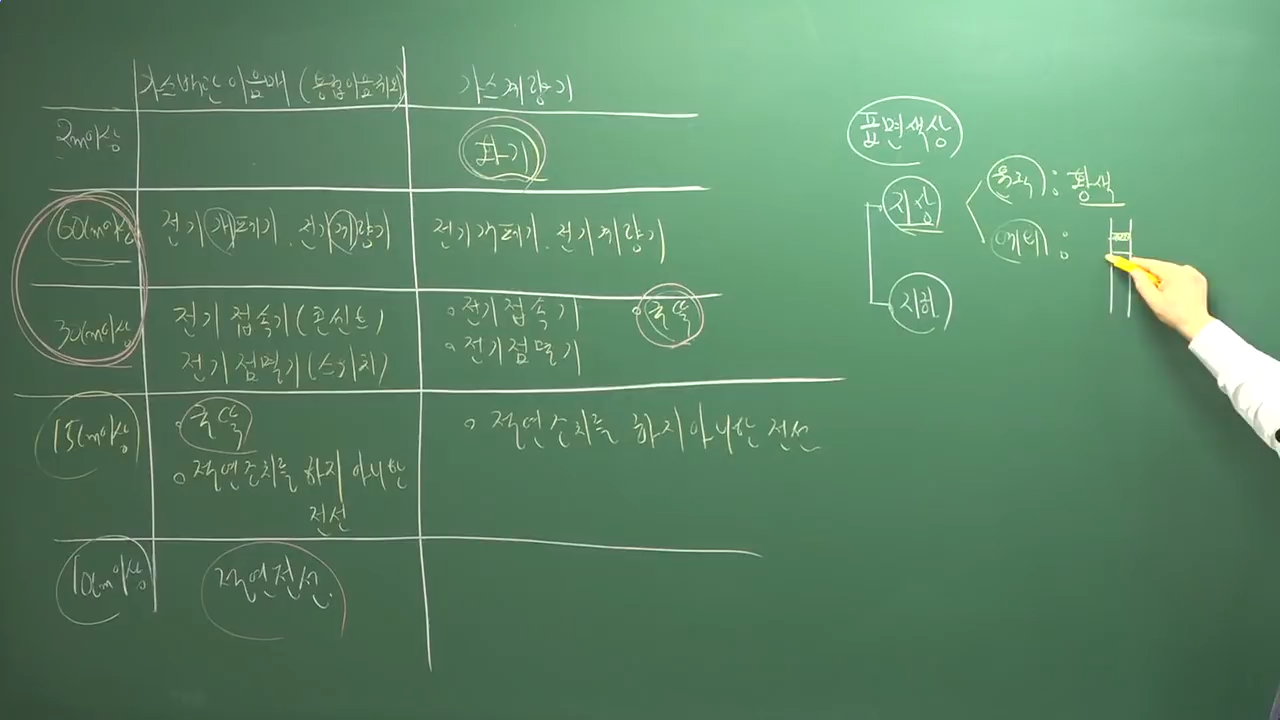 가스배관이음매 (용접이음제외) 가스계량기
2m이상 화기
60cm이상 전기개폐기 . 전기계량기 전기개폐기 . 전기계량기
30cm이상 전기 접속기(콘센트) 。전기접속기 。굴뚝
전기 점멸기(스위치) 。전기점멸기
15cm이상 。굴뚝 。절연조치를 하지아니한 전선
。절연조치를 하지 아니한
전선
10cm이상 절연전선.
표면색상
지상 원칙 : 황색
예외 :
지하